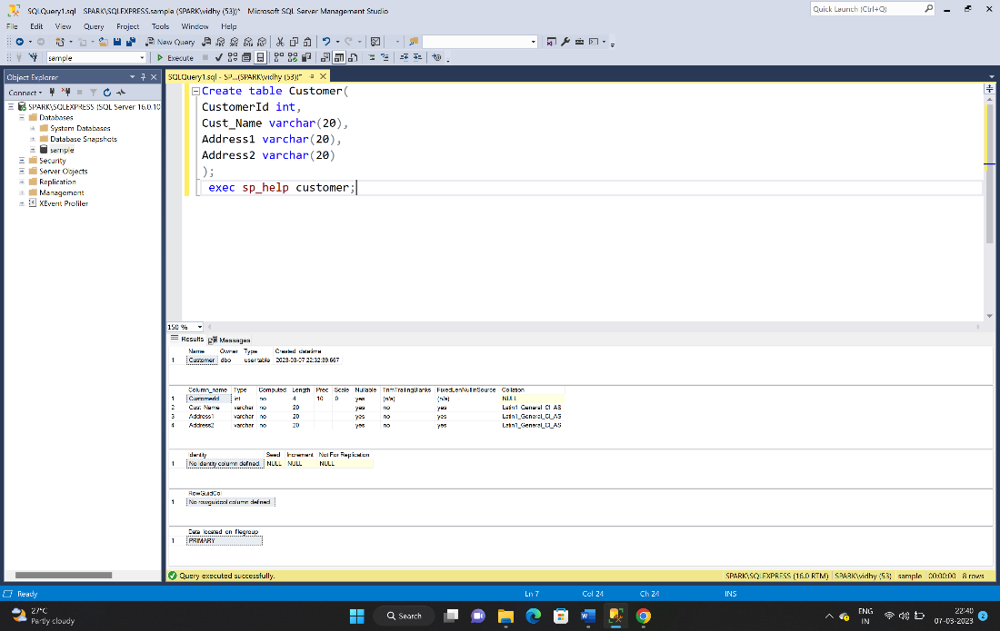 SQLQuery1.sql - SPARK\SQLEXPRESS.sample (SPARK\vidhy (53))* - Microsoft SQL Server Management Studio
Quick Launch (Ctrl+Q)
File Edit View Query Project Tools Window Help
New Query
sample Execute
Object Explorer
SQLQuery1.sql - SP...(SPARK\vidhy (53))*
Connect
SPARK\SQLEXPRESS (SQL Server 16.0.10
Databases
System Databases
Database Snapshots
sample
Security
Server Objects
Replication
Management
XEvent Profiler
Create table Customer(
CustomerId int,
Cust_Name varchar(20),
Address1 varchar(20),
Address2 varchar(20)
);
exec sp_help customer;
150 %
Results Messages
Name Owner Type Created_datetime
1 Customer dbo user table 2023-03-07 22:32:39.667
Column_name Type Computed Length Prec Scale Nullable TrimTrailingBlanks FixedLenNullInSource Collation
1 CustomerId int no 4 10 0 yes (n/a) (n/a) NULL
2 Cust_Name varchar no 20 yes no yes Latin1_General_CI_AS
3 Address1 varchar no 20 yes no yes Latin1_General_CI_AS
4 Address2 varchar no 20 yes no yes Latin1_General_CI_AS
Identity Seed Increment Not For Replication
1 No identity column defined. NULL NULL NULL
RowGuidCol
1 No rowguidcol column defined.
Data_located_on_filegroup
1 PRIMARY
Query executed successfully. SPARK\SQLEXPRESS (16.0 RTM) SPARK\vidhy (53) sample 00:00:00 8 rows
Ready Ln 7 Col 24 Ch 24 INS
27°C
Partly cloudy
Search
ENG
IN
22:40
07-03-2023
2